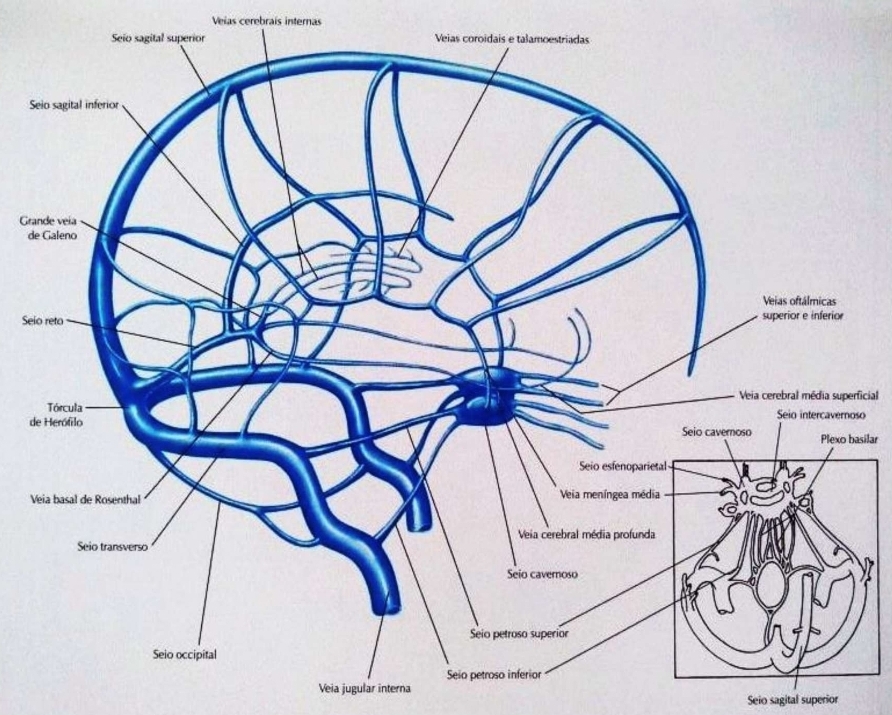 Veias cerebrais internas
Seio sagital superior
Veias coroidais e talamoestriadas
Seio sagital inferior
Grande veia
de Galeno
Veias oftálmicas
superior e inferior
Seio reto
Veia cerebral média superficial
Tórcula
de Herófilo
Seio intercavernoso
Seio cavernoso
Plexo basilar
Seio esfenoparietal
Veia basal de Rosenthal
Veia meníngea média
Veia cerebral média profunda
Seio transverso
Seio cavernoso
Seio petroso superior
Seio occipital
Seio petroso inferior
Veia jugular interna
Seio sagital superior